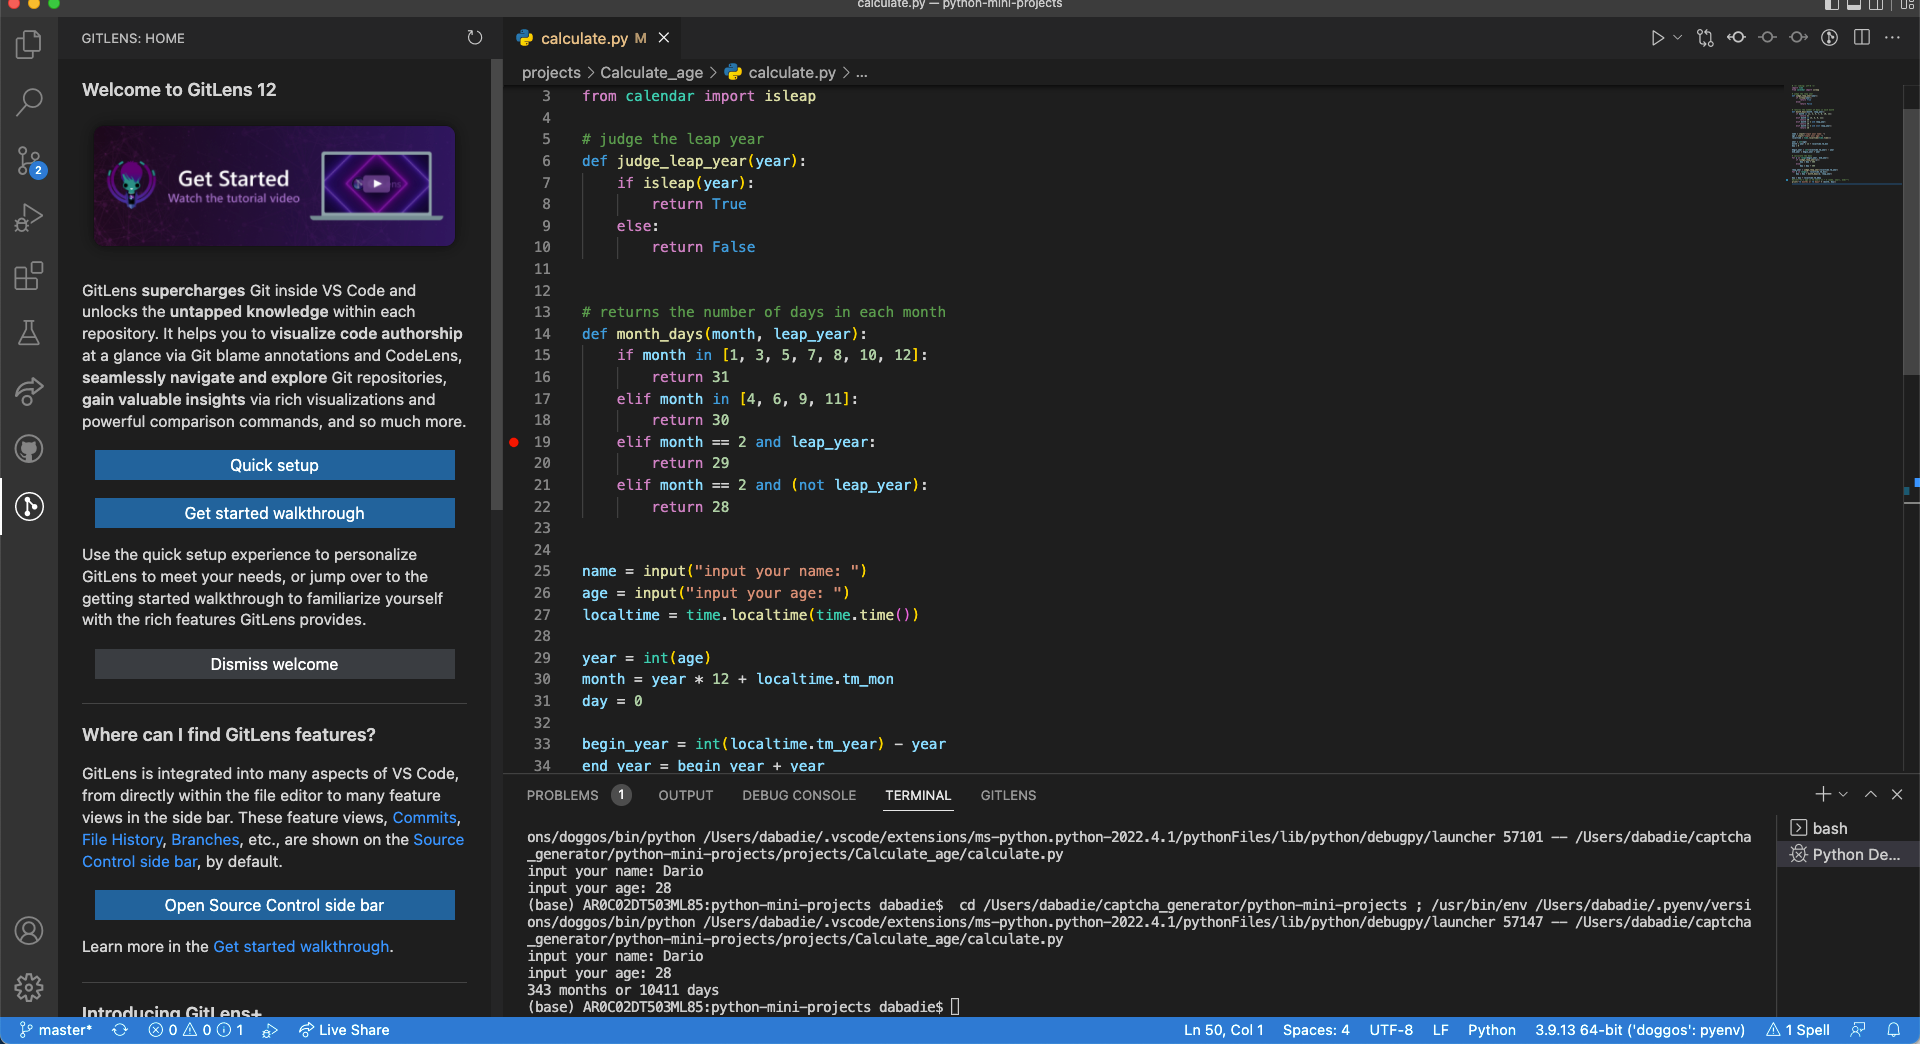 calculate.py — python-mini-projects
GITLENS: HOME
Welcome to GitLens 12
Get Started
Watch the tutorial video
GitLens supercharges Git inside VS Code and
unlocks the untapped knowledge within each
repository. It helps you to visualize code authorship
at a glance via Git blame annotations and CodeLens,
seamlessly navigate and explore Git repositories,
gain valuable insights via rich visualizations and
powerful comparison commands, and so much more.
Quick setup
Get started walkthrough
Use the quick setup experience to personalize
GitLens to meet your needs, or jump over to the
getting started walkthrough to familiarize yourself
with the rich features GitLens provides.
Dismiss welcome
Where can I find GitLens features?
GitLens is integrated into many aspects of VS Code,
from directly within the file editor to many feature
views in the side bar. These feature views, Commits,
File History, Branches, etc., are shown on the Source
Control side bar, by default.
Open Source Control side bar
Learn more in the Get started walkthrough.
Introducing GitLens+
2
calculate.py M
projects > Calculate_age > calculate.py > ...
3 from calendar import isleap
4
5 # judge the leap year
6 def judge_leap_year(year):
7 if isleap(year):
8 return True
9 else:
10 return False
11
12
13 # returns the number of days in each month
14 def month_days(month, leap_year):
15 if month in [1, 3, 5, 7, 8, 10, 12]:
16 return 31
17 elif month in [4, 6, 9, 11]:
18 return 30
19 elif month == 2 and leap_year:
20 return 29
21 elif month == 2 and (not leap_year):
22 return 28
23
24
25 name = input("input your name: ")
26 age = input("input your age: ")
27 localtime = time.localtime(time.time())
28
29 year = int(age)
30 month = year * 12 + localtime.tm_mon
31 day = 0
32
33 begin_year = int(localtime.tm_year) - year
34 end_year = begin_year + year
PROBLEMS 1 OUTPUT DEBUG CONSOLE TERMINAL GITLENS
ons/doggos/bin/python /Users/dabadie/.vscode/extensions/ms-python.python-2022.4.1/pythonFiles/lib/python/debugpy/launcher 57101 -- /Users/dabadie/captcha
_generator/python-mini-projects/projects/Calculate_age/calculate.py
input your name: Dario
input your age: 28
(base) AR0C02DT503ML85:python-mini-projects dabadie$  cd /Users/dabadie/captcha_generator/python-mini-projects ; /usr/bin/env /Users/dabadie/.pyenv/versi
ons/doggos/bin/python /Users/dabadie/.vscode/extensions/ms-python.python-2022.4.1/pythonFiles/lib/python/debugpy/launcher 57147 -- /Users/dabadie/captcha
_generator/python-mini-projects/projects/Calculate_age/calculate.py
input your name: Dario
input your age: 28
343 months or 10411 days
(base) AR0C02DT503ML85:python-mini-projects dabadie$
bash
Python De...
master* 0 0 1 Live Share
Ln 50, Col 1 Spaces: 4 UTF-8 LF Python 3.9.13 64-bit ('doggos': pyenv) 1 Spell